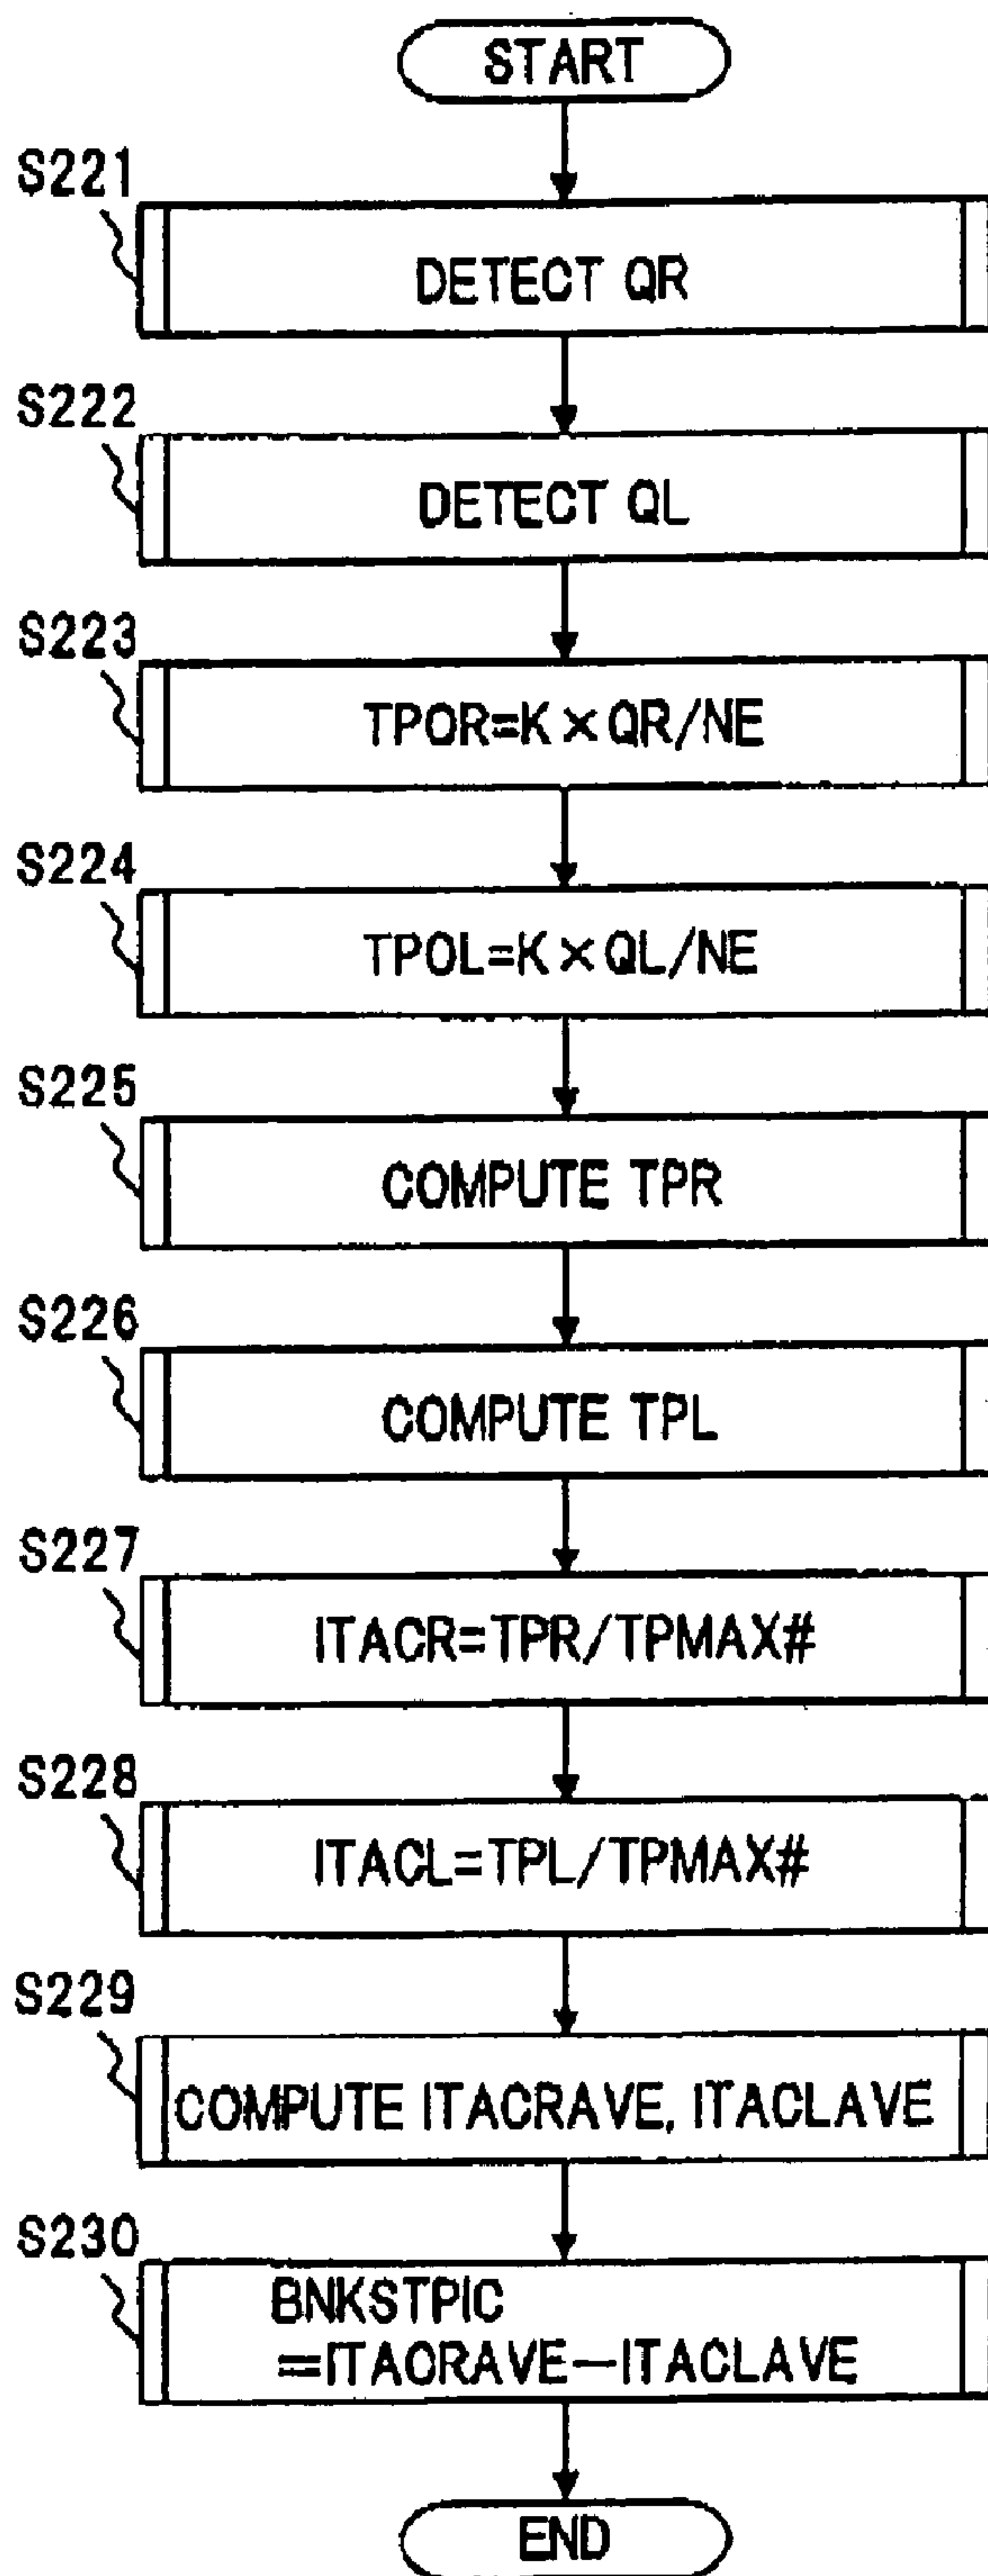 START
S221
DETECT QR
S222
DETECT QL
S223
TPOR=K×QR/NE
S224
TPOL=K×QL/NE
S225
COMPUTE TPR
S226
COMPUTE TPL
S227
ITACR=TPR/TPMAX#
S228
ITACL=TPL/TPMAX#
S229
COMPUTE ITACRAVE, ITACLAVE
S230
BNKSTPIC
=ITACRAVE-ITACLAVE
END